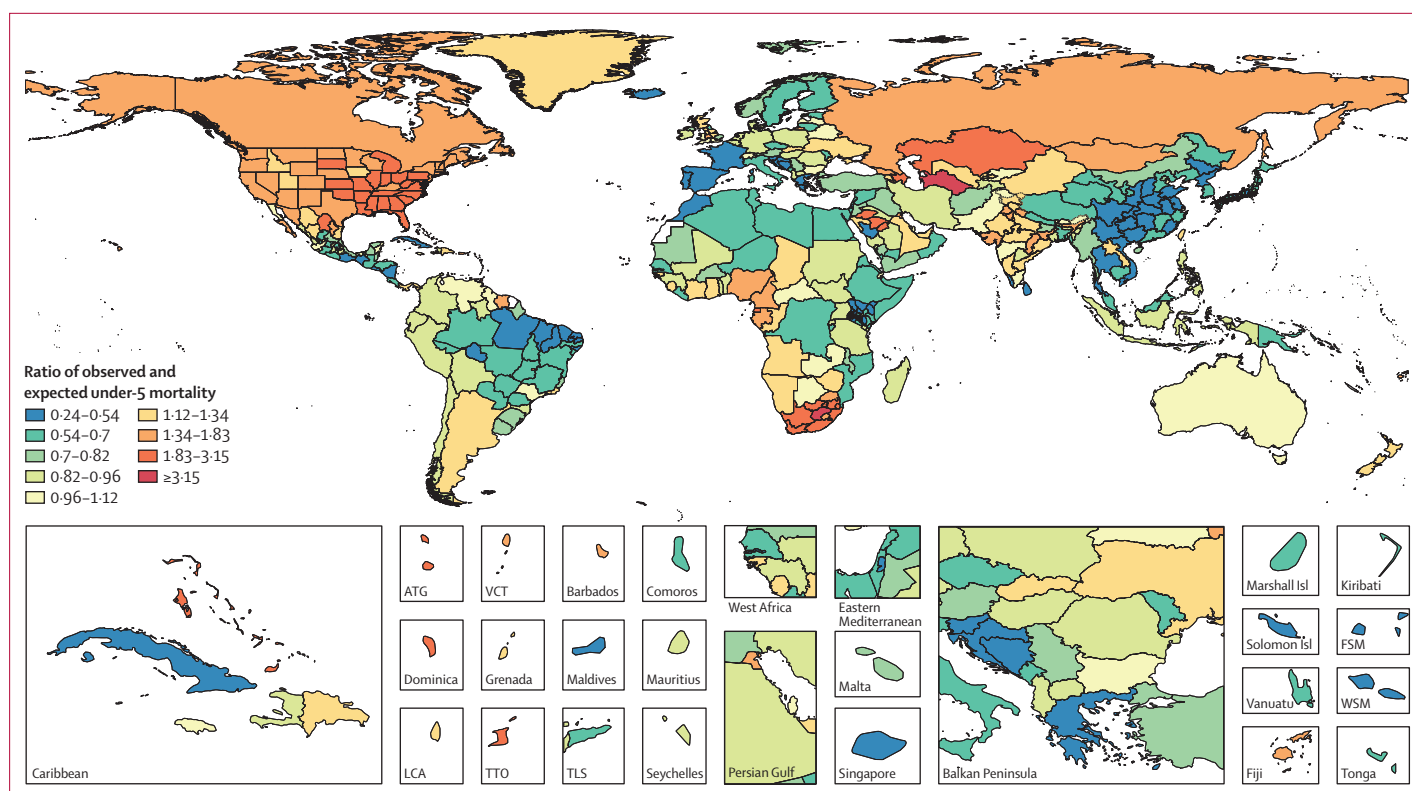 Ratio of observed and
expected under-5 mortality
0·24–0·54
0·54–0·7
0·7–0·82
0·82–0·96
0·96–1·12
1·12–1·34
1·34–1·83
1·83–3·15
≥3·15
Caribbean
ATG
VCT
Barbados
Comoros
Dominica
Grenada
Maldives
Mauritius
LCA
TTO
TLS
Seychelles
West Africa
Eastern
Mediterranean
Persian Gulf
Malta
Singapore
Balkan Peninsula
Marshall Isl
Kiribati
Solomon Isl
FSM
Vanuatu
WSM
Fiji
Tonga